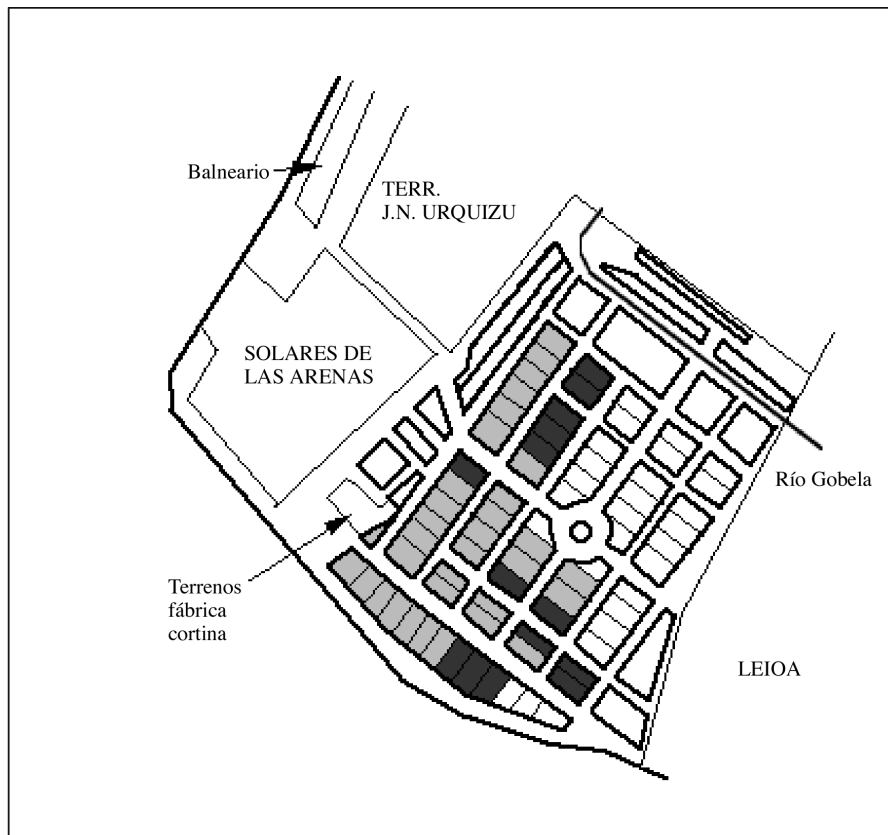 Balneario
TERR.
J.N. URQUIZU
SOLARES DE
LAS ARENAS
Río Gobela
Terrenos
fábrica
cortina
LEIOA